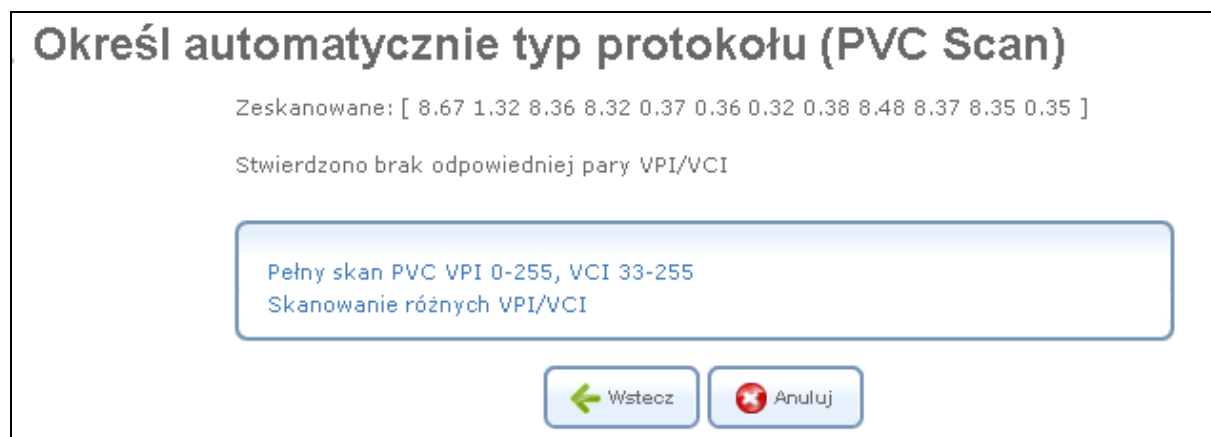 Określ automatycznie typ protokołu (PVC Scan)
Zeskanowane: [ 8.67 1.32 8.36 8.32 0.37 0.36 0.32 0.38 8.48 8.37 8.35 0.35 ]
Stwierdzono brak odpowiedniej pary VPI/VCI
Pełny skan PVC VPI 0-255, VCI 33-255
Skanowanie różnych VPI/VCI
Wstecz
Anuluj